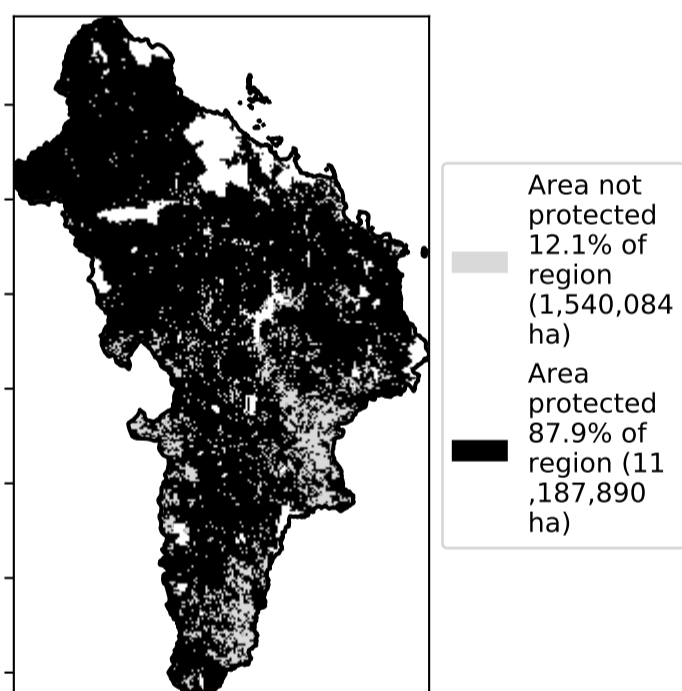 Area not
protected
12.1% of
region
(1,540,084
ha)
Area
protected
87.9% of
region (11
,187,890
ha)